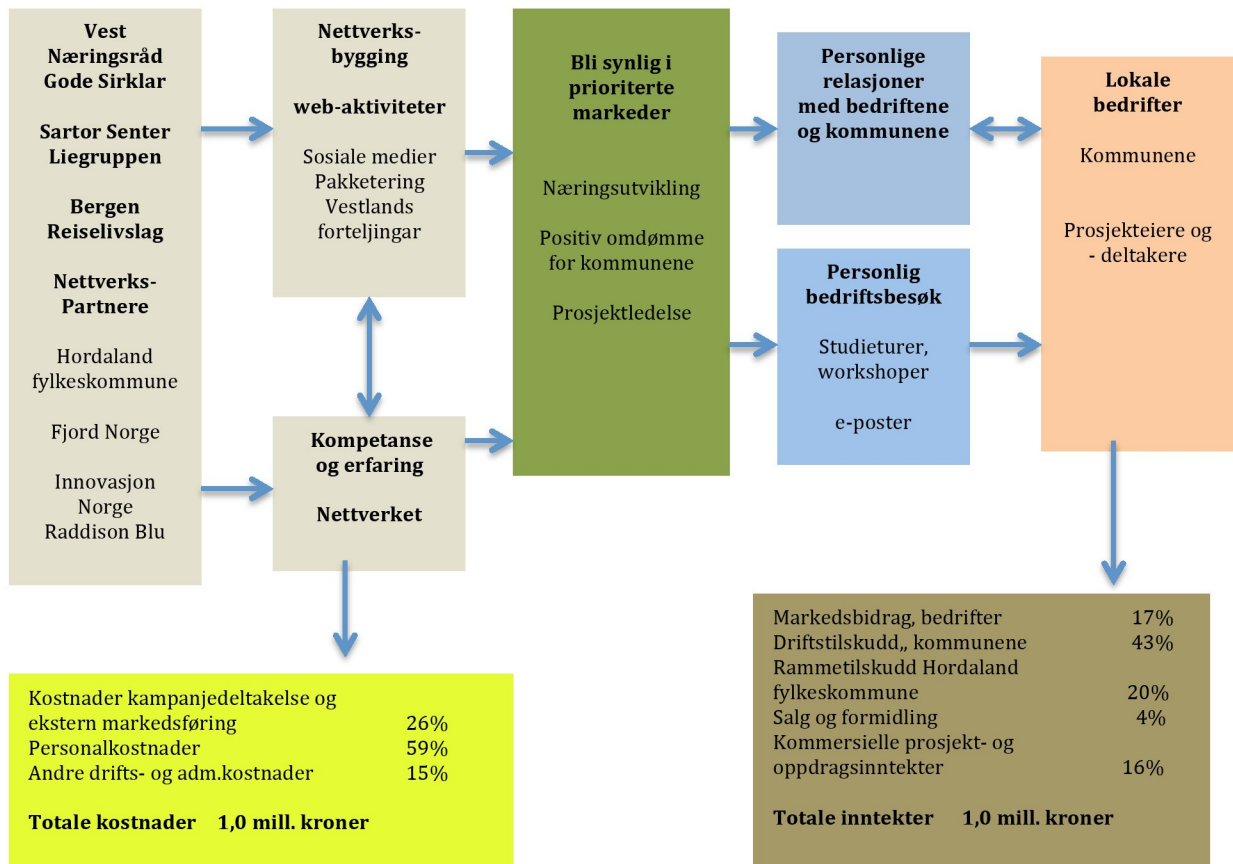 Vest
Næringsråd
Gode Sirklar
Sartor Senter
Liegruppen
Bergen
Reiselivslag
Nettverks-
Partnere
Hordaland
fylkeskommune
Fjord Norge
Innovasjon
Norge
Raddison Blu
Nettverks-
bygging
web-aktiviteter
Sosiale medier
Pakketering
Vestlands
forteljingar
Kompetanse
og erfaring
Nettverket
Bli synlig i
prioriterte
markeder
Næringsutvikling
Positiv omdømme
for kommunene
Prosjektledelse
Personlige
relasjoner
med bedriftene
og kommunene
Personlig
bedriftsbesøk
Studieturer,
workshoper
e-poster
Lokale
bedrifter
Kommunene
Prosjekteiere og
- deltakere
Kostnader kampanjedeltakelse og
ekstern markedsføring 26%
Personalkostnader 59%
Andre drifts- og adm.kostnader 15%
Totale kostnader 1,0 mill. kroner
Markedsbidrag, bedrifter 17%
Driftstilskudd,, kommunene 43%
Rammetilskudd Hordaland
fylkeskommune 20%
Salg og formidling 4%
Kommersielle prosjekt- og
oppdragsinntekter 16%
Totale inntekter 1,0 mill. kroner